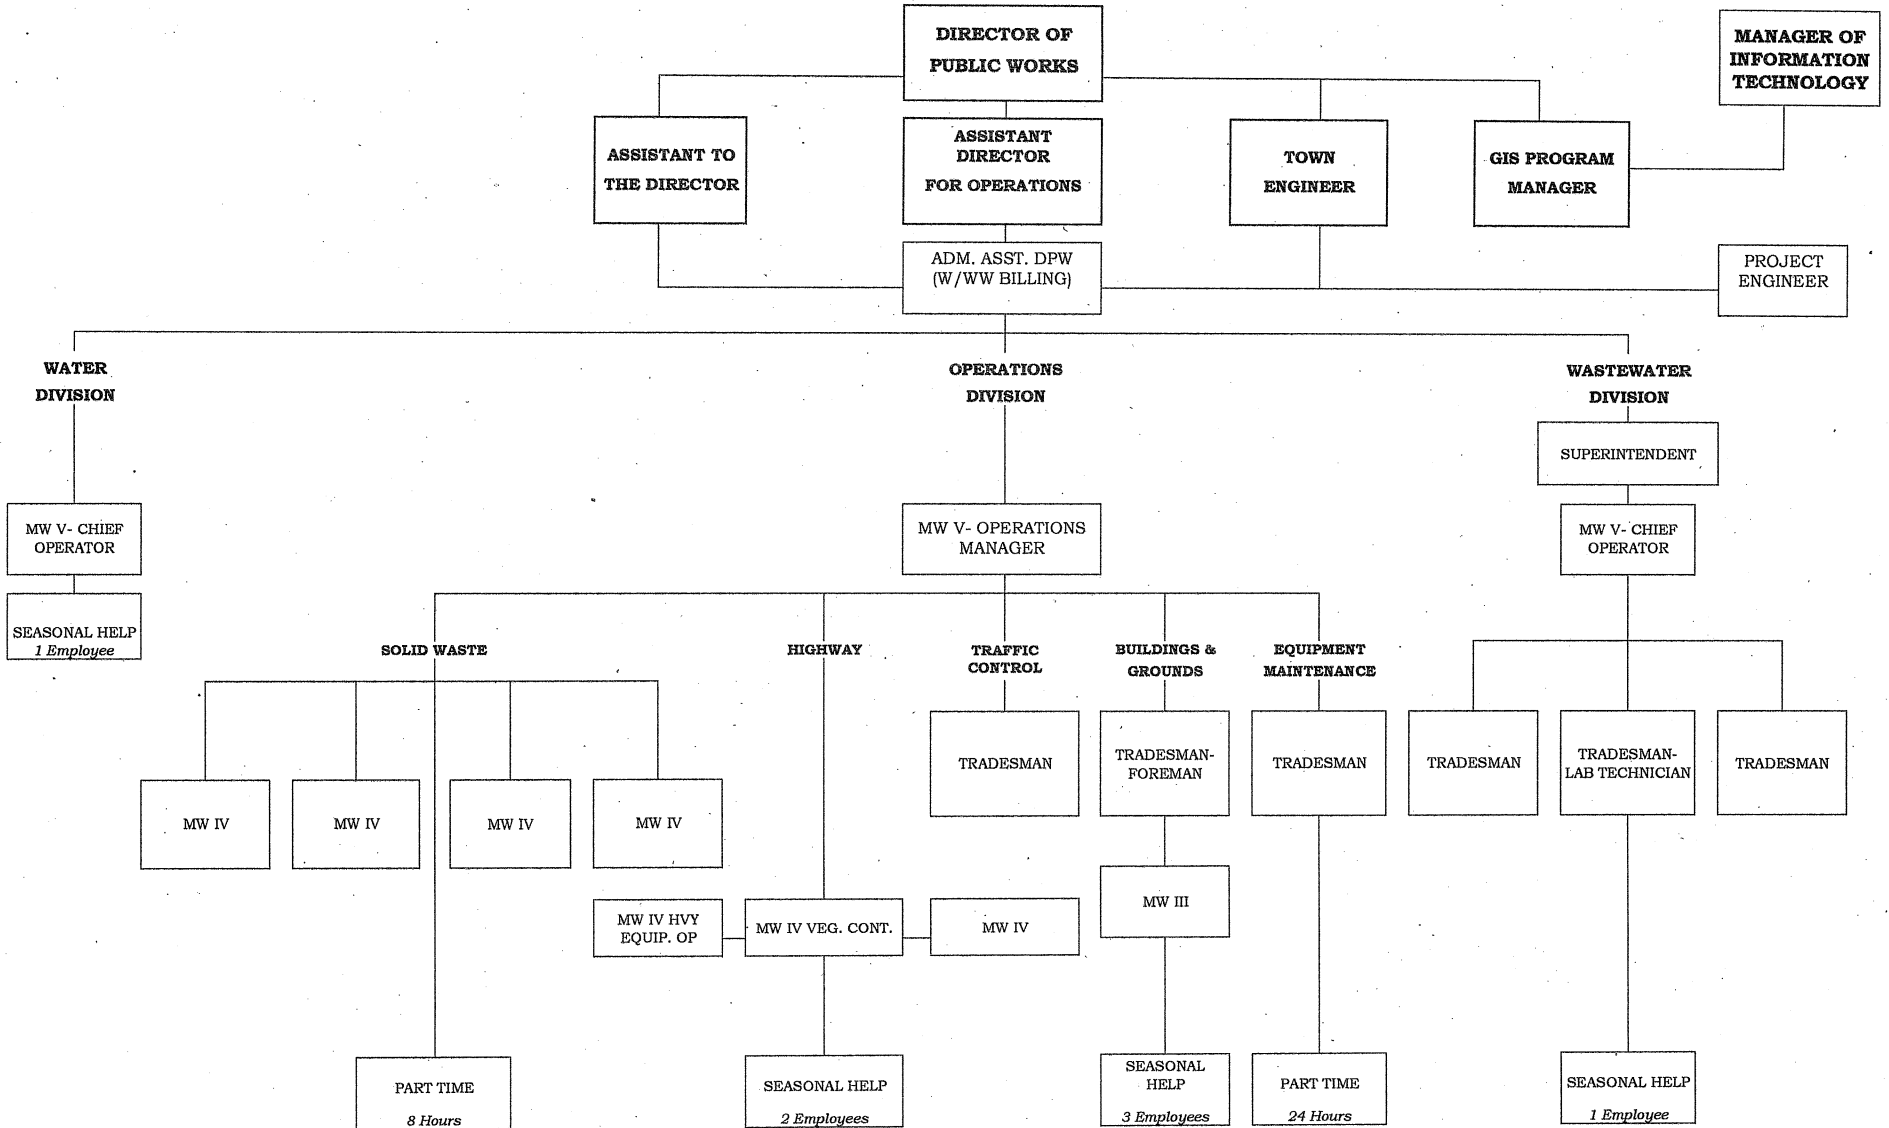 DIRECTOR OF
PUBLIC WORKS
MANAGER OF
INFORMATION
TECHNOLOGY
ASSISTANT TO
THE DIRECTOR
ASSISTANT
DIRECTOR
FOR OPERATIONS
TOWN
ENGINEER
GIS PROGRAM
MANAGER
ADM. ASST. DPW
(W/WW BILLING)
PROJECT
ENGINEER
WATER
DIVISION
OPERATIONS
DIVISION
WASTEWATER
DIVISION
SUPERINTENDENT
MW V- CHIEF
OPERATOR
MW V- OPERATIONS
MANAGER
MW V- CHIEF
OPERATOR
SEASONAL HELP
1 Employee
SOLID WASTE
HIGHWAY
TRAFFIC
CONTROL
BUILDINGS &
GROUNDS
EQUIPMENT
MAINTENANCE
TRADESMAN
TRADESMAN-
FOREMAN
TRADESMAN
TRADESMAN
TRADESMAN-
LAB TECHNICIAN
TRADESMAN
MW IV
MW IV
MW IV
MW IV
MW IV HVY
EQUIP. OP
MW IV VEG. CONT.
MW IV
MW III
PART TIME
8 Hours
SEASONAL HELP
2 Employees
SEASONAL
HELP
3 Employees
PART TIME
24 Hours
SEASONAL HELP
1 Employee